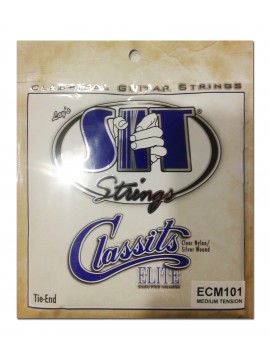 Classical Guitar Strings
SIT®
Strings
Classits
Clear Nylon/
Silver Wound
ELITE
Tie-End
ECM101
MEDIUM TENSION